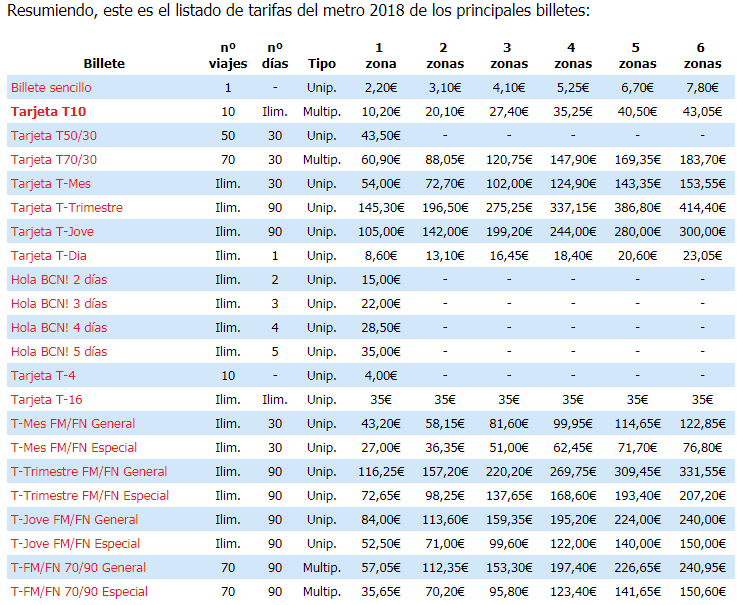 Resumiendo, este es el listado de tarifas del metro 2018 de los principales billetes:
Billete nº viajes nº días Tipo 1 zona 2 zonas 3 zonas 4 zonas 5 zonas 6 zonas
Billete sencillo 1 - Unip. 2,20€ 3,10€ 4,10€ 5,25€ 6,70€ 7,80€
Tarjeta T10 10 Ilim. Multip. 10,20€ 20,10€ 27,40€ 35,25€ 40,50€ 43,05€
Tarjeta T50/30 50 30 Unip. 43,50€ - - - - -
Tarjeta T70/30 70 30 Multip. 60,90€ 88,05€ 120,75€ 147,90€ 169,35€ 183,70€
Tarjeta T-Mes Ilim. 30 Unip. 54,00€ 72,70€ 102,00€ 124,90€ 143,35€ 153,55€
Tarjeta T-Trimestre Ilim. 90 Unip. 145,30€ 196,50€ 275,25€ 337,15€ 386,80€ 414,40€
Tarjeta T-Jove Ilim. 90 Unip. 105,00€ 142,00€ 199,20€ 244,00€ 280,00€ 300,00€
Tarjeta T-Dia Ilim. 1 Unip. 8,60€ 13,10€ 16,45€ 18,40€ 20,60€ 23,05€
Hola BCN! 2 días Ilim. 2 Unip. 15,00€ - - - - -
Hola BCN! 3 días Ilim. 3 Unip. 22,00€ - - - - -
Hola BCN! 4 días Ilim. 4 Unip. 28,50€ - - - - -
Hola BCN! 5 días Ilim. 5 Unip. 35,00€ - - - - -
Tarjeta T-4 10 - Unip. 4,00€ - - - - -
Tarjeta T-16 Ilim. Ilim. Unip. 35€ 35€ 35€ 35€ 35€ 35€
T-Mes FM/FN General Ilim. 30 Unip. 43,20€ 58,15€ 81,60€ 99,95€ 114,65€ 122,85€
T-Mes FM/FN Especial Ilim. 30 Unip. 27,00€ 36,35€ 51,00€ 62,45€ 71,70€ 76,80€
T-Trimestre FM/FN General Ilim. 90 Unip. 116,25€ 157,20€ 220,20€ 269,75€ 309,45€ 331,55€
T-Trimestre FM/FN Especial Ilim. 90 Unip. 72,65€ 98,25€ 137,65€ 168,60€ 193,40€ 207,20€
T-Jove FM/FN General Ilim. 90 Unip. 84,00€ 113,60€ 159,35€ 195,20€ 224,00€ 240,00€
T-Jove FM/FN Especial Ilim. 90 Unip. 52,50€ 71,00€ 99,60€ 122,00€ 140,00€ 150,00€
T-FM/FN 70/90 General 70 90 Multip. 57,05€ 112,35€ 153,30€ 197,40€ 226,65€ 240,95€
T-FM/FN 70/90 Especial 70 90 Multip. 35,65€ 70,20€ 95,80€ 123,40€ 141,65€ 150,60€